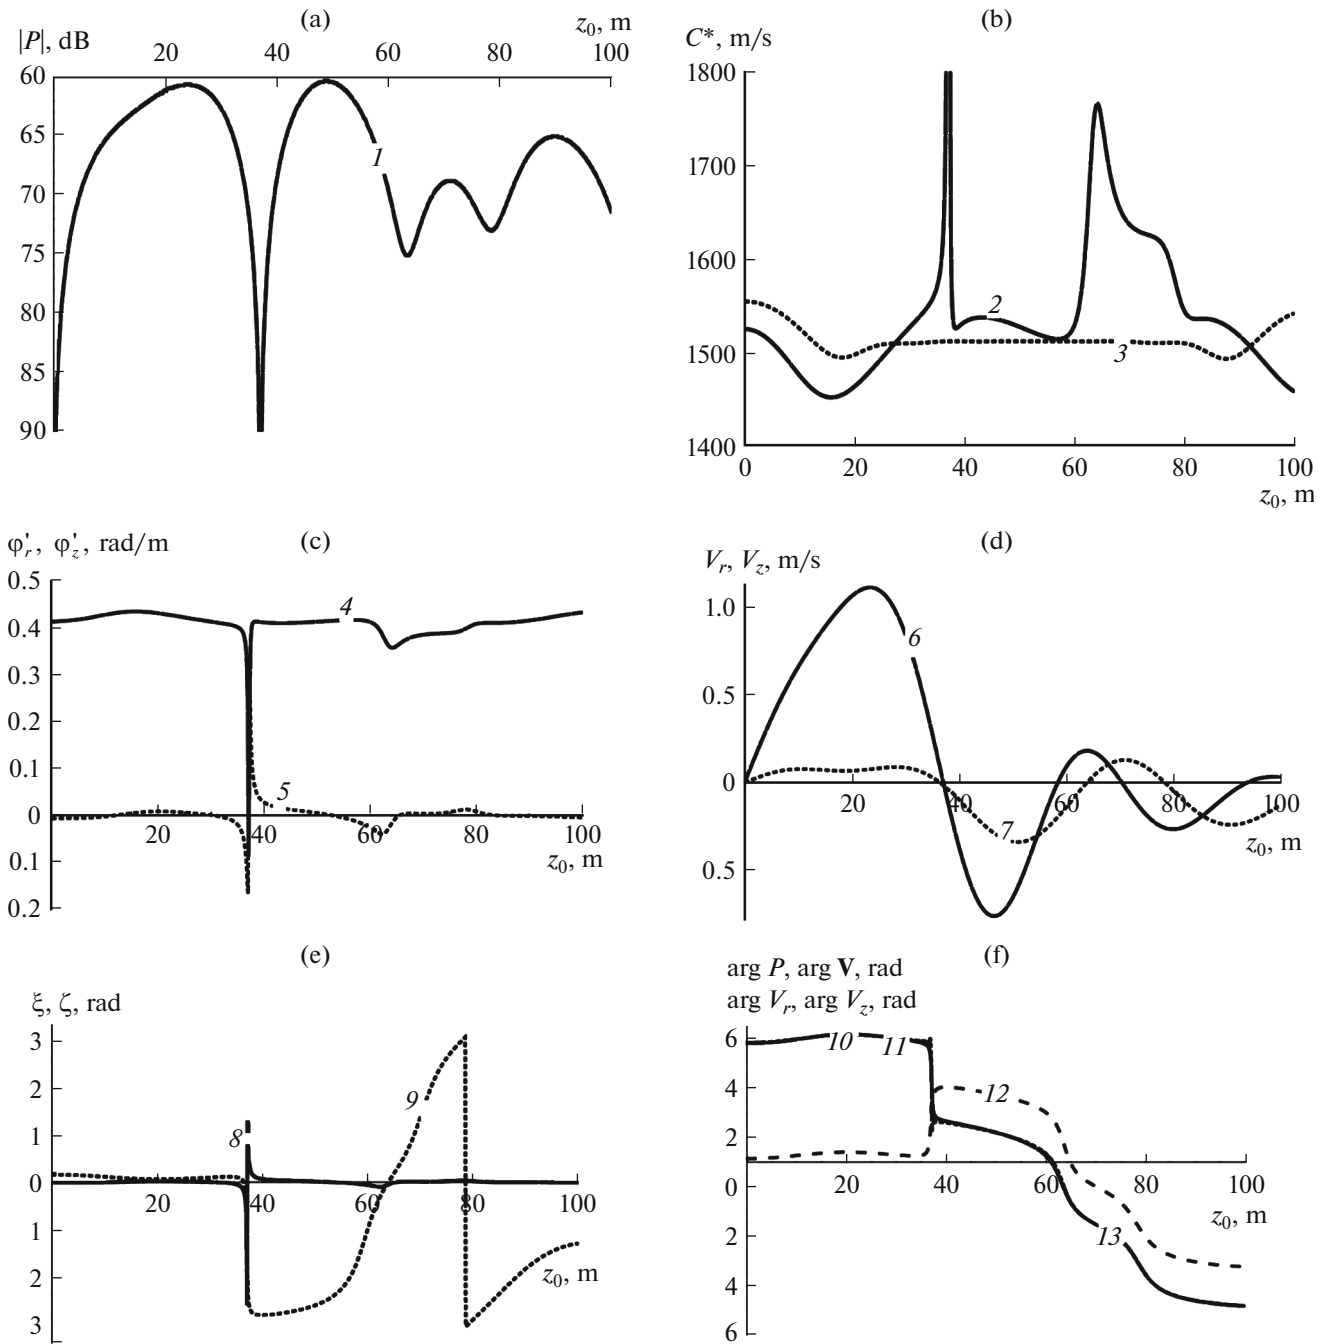 (a)
|P|, dB
z0, m
20 40 60 80 100
60
65
70
75
80
85
90
1
(b)
C*, m/s
1800
1700
1600
1500
1400
2
3
0 20 40 60 80 100
z0, m
(c)
φ'r, φ'z, rad/m
0.5
0.4
0.3
0.2
0.1
0
0.1
0.2
4
5
20 40 60 80 100
z0, m
(d)
Vr, Vz, m/s
1.0
0.5
0
0.5
6
7
20 40 60 80 100
z0, m
(e)
ξ, ζ, rad
3
2
1
0
1
2
3
8
9
20 40 60 80 100
z0, m
(f)
arg P, arg V, rad
arg Vr, arg Vz, rad
6
4
2
0
2
4
6
10
11
12
13
20 40 60 80 100
z0, m